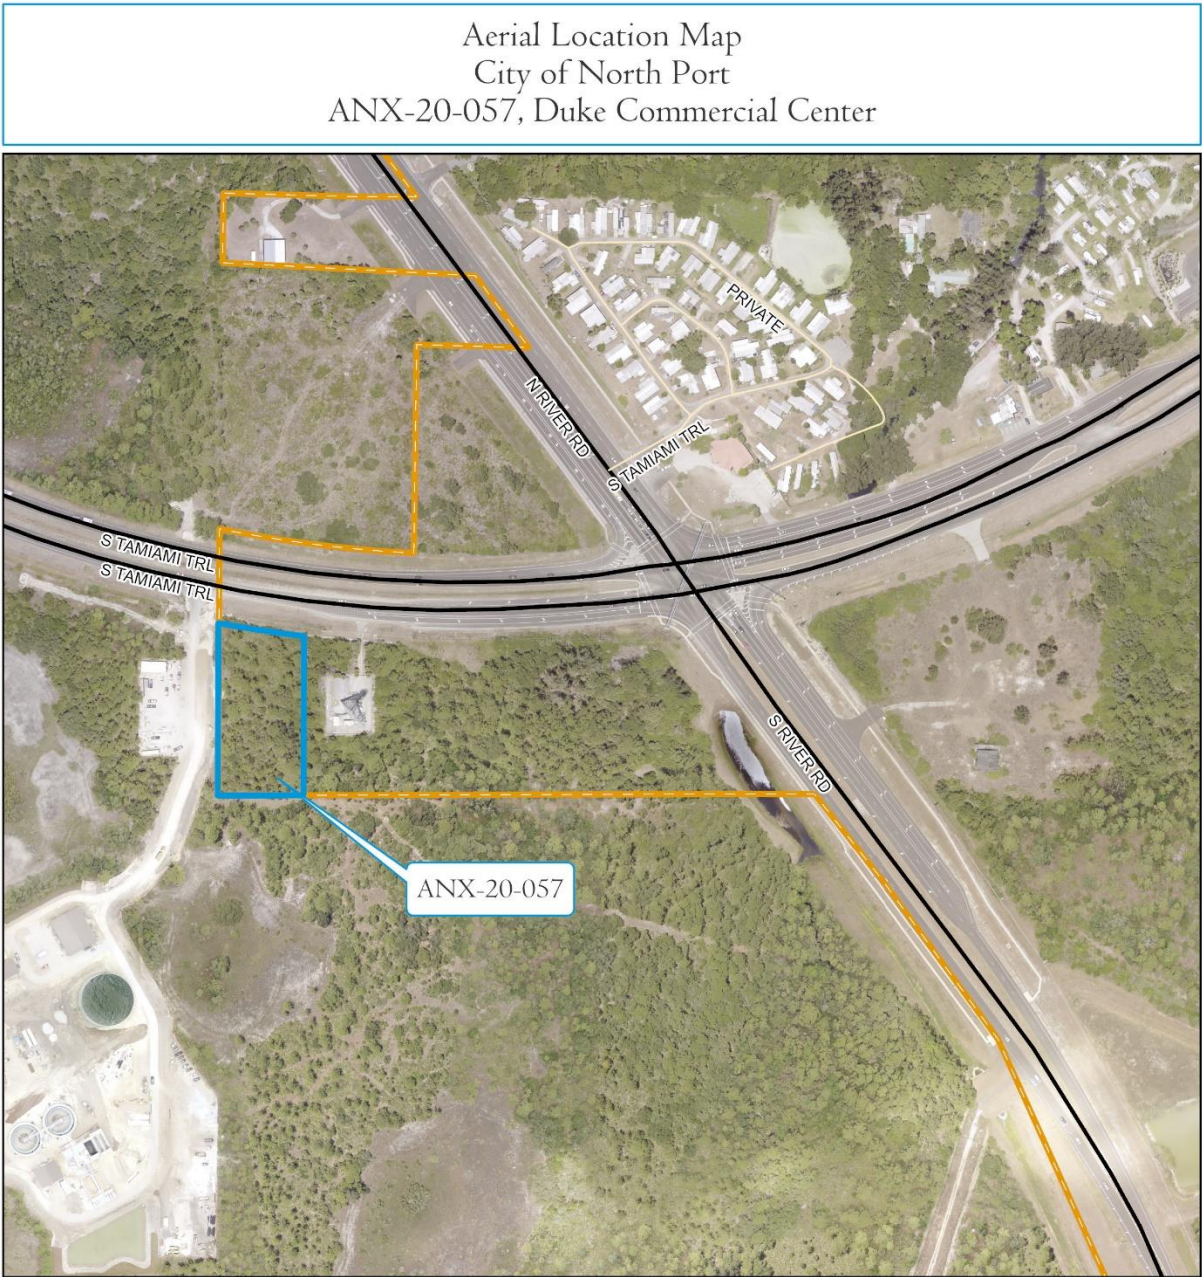 Aerial Location Map
City of North Port
ANX-20-057, Duke Commercial Center
PRIVATE
N RIVER RD
S TAMIAMI TRL
S TAMIAMI TRL
S TAMIAMI TRL
S RIVER RD
ANX-20-057